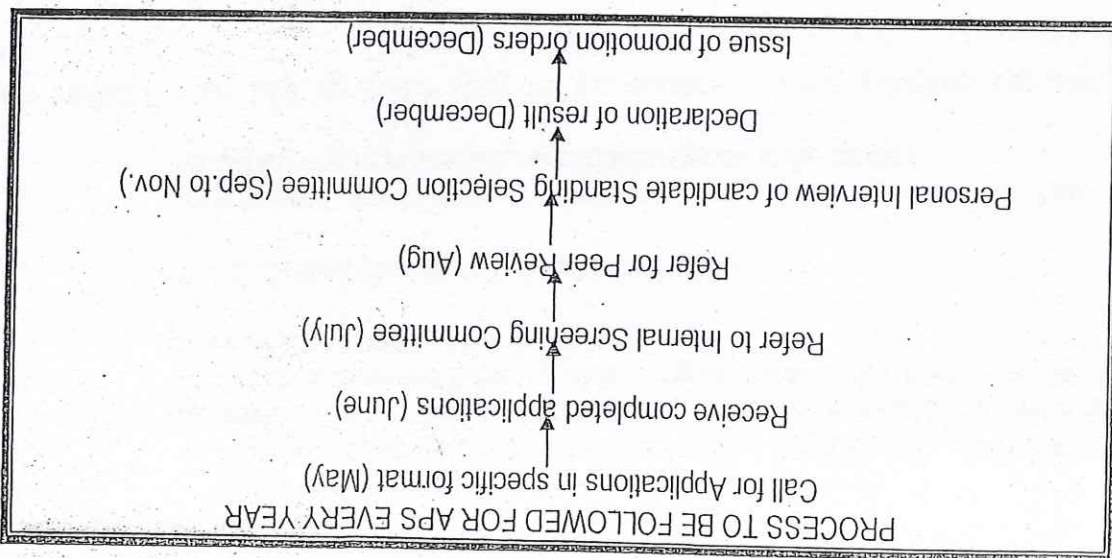 PROCESS TO BE FOLLOWED FOR APS EVERY YEAR
Call for Applications in specific format (May)
Receive completed applications (June)
Refer to Internal Screening Committee (July)
Refer for Peer Review (Aug)
Personal Interview of candidate Standing Selection Committee (Sep.to Nov.)
Declaration of result (December)
Issue of promotion orders (December)